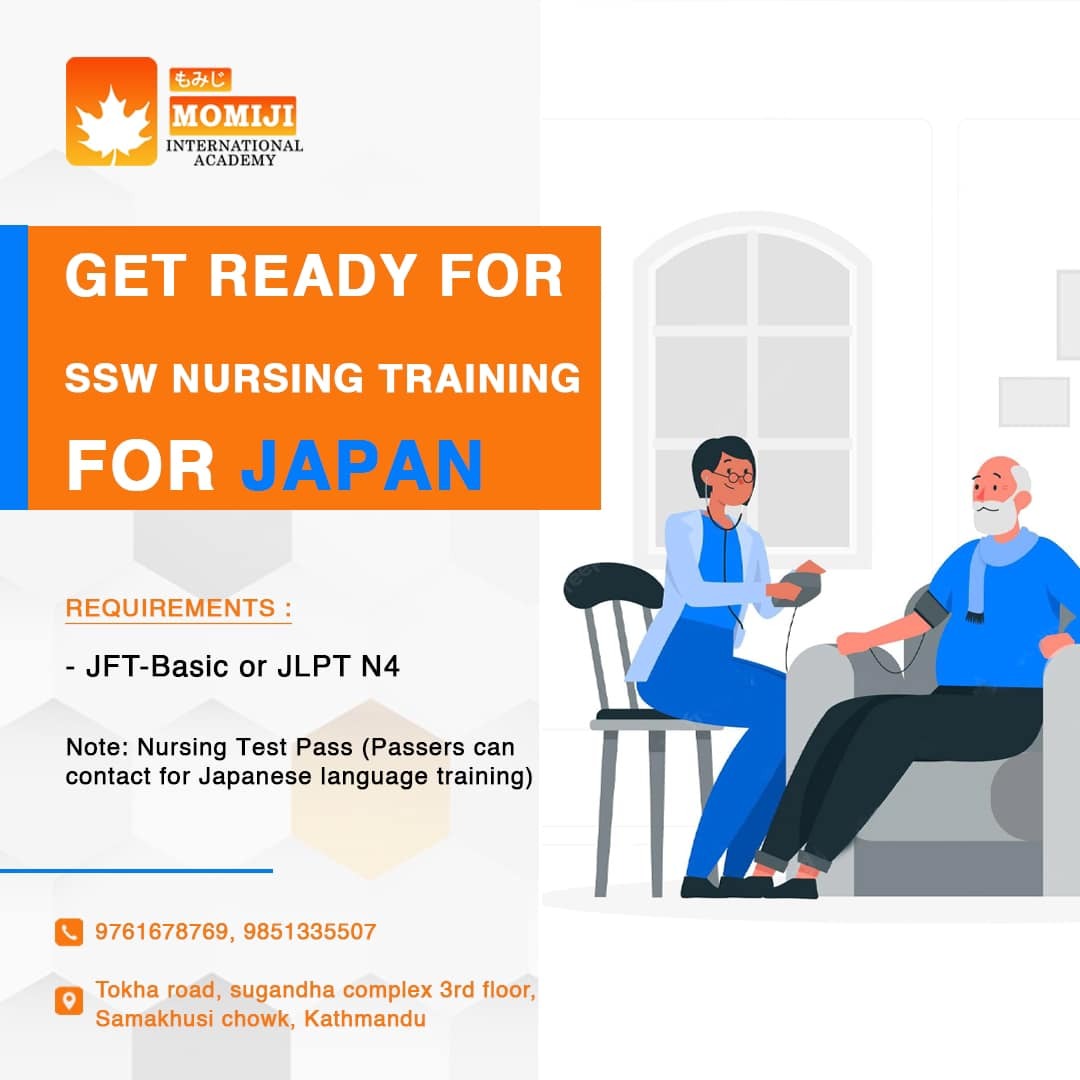 もみじ
MOMIJI
INTERNATIONAL
ACADEMY
GET READY FOR
SSW NURSING TRAINING
FOR JAPAN
REQUIREMENTS :
- JFT-Basic or JLPT N4
Note: Nursing Test Pass (Passers can
contact for Japanese language training)
9761678769, 9851335507
Tokha road, sugandha complex 3rd floor,
Samakhusi chowk, Kathmandu